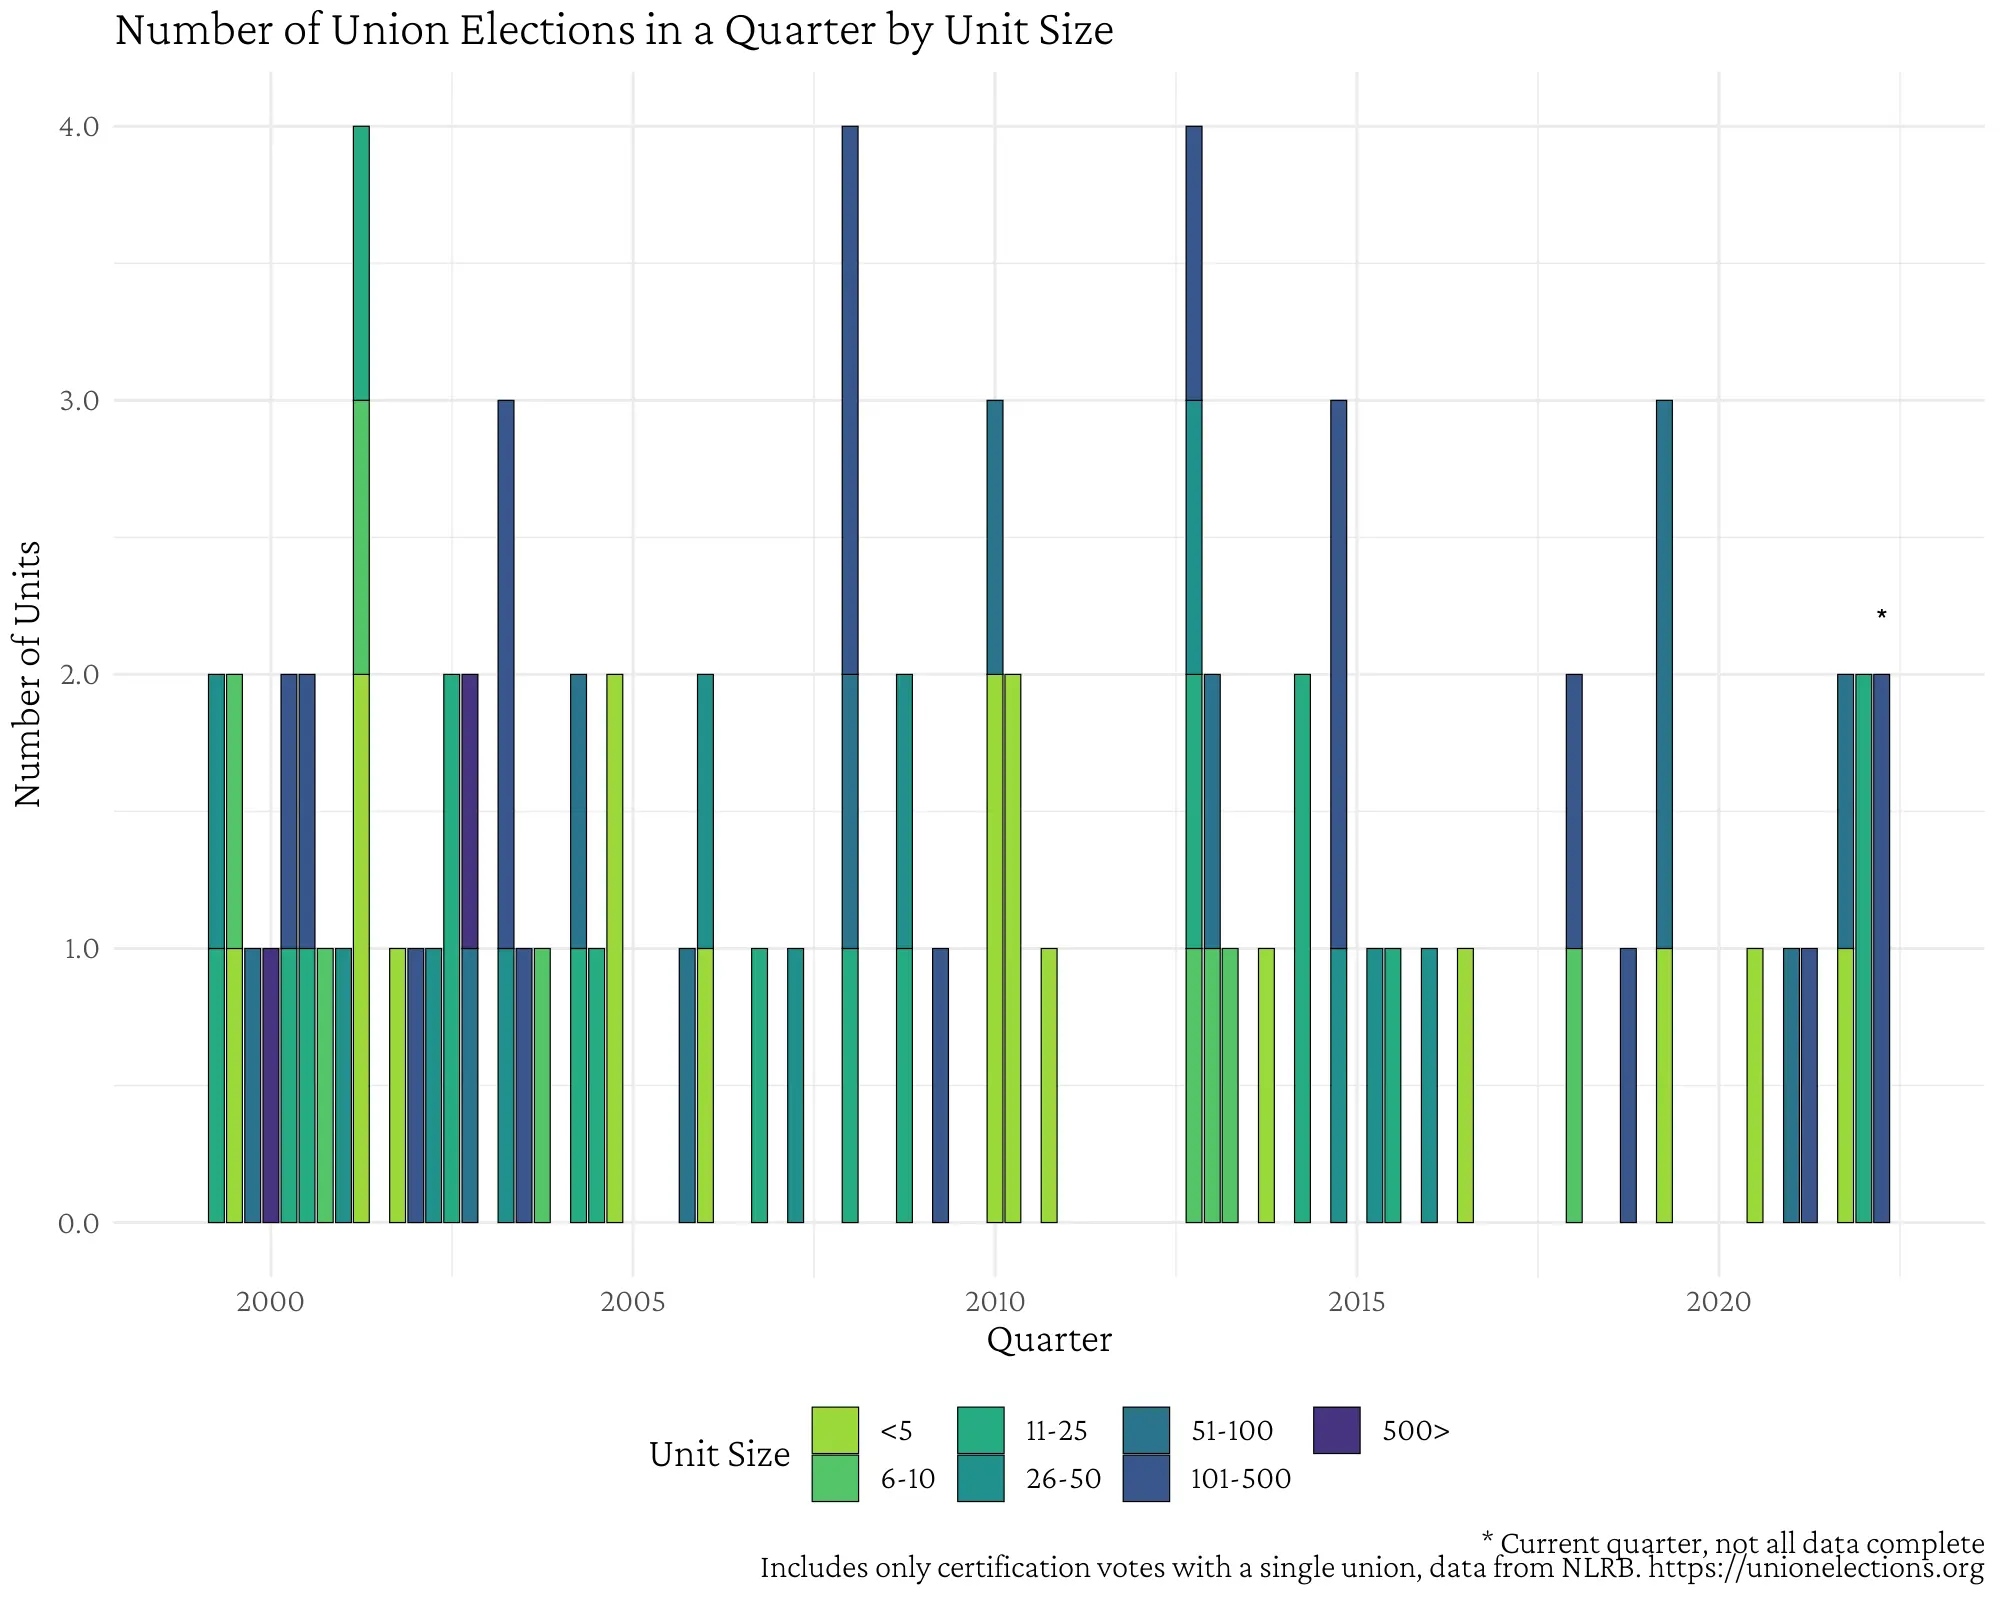 Number of Union Elections in a Quarter by Unit Size
4.0
3.0
2.0
1.0
0.0
Number of Units
*
2000 2005 2010 2015 2020
Quarter
Unit Size
<5 11-25 51-100 500>
6-10 26-50 101-500
* Current quarter, not all data complete
Includes only certification votes with a single union, data from NLRB. https://unionelections.org